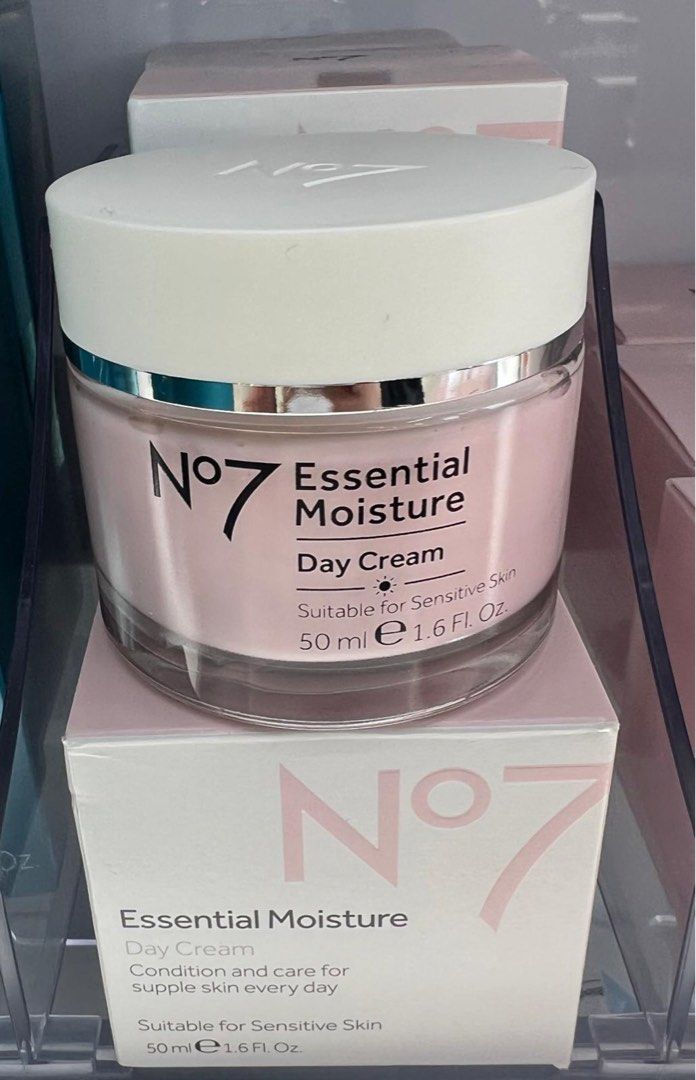 No7
No7 Essential
Moisture
Day Cream
Suitable for Sensitive Skin
50 ml e 1.6 Fl. Oz.
No7
Essential Moisture
Day Cream
Condition and care for
supple skin every day
Suitable for Sensitive Skin
50 ml e 1.6 Fl. Oz.
oz